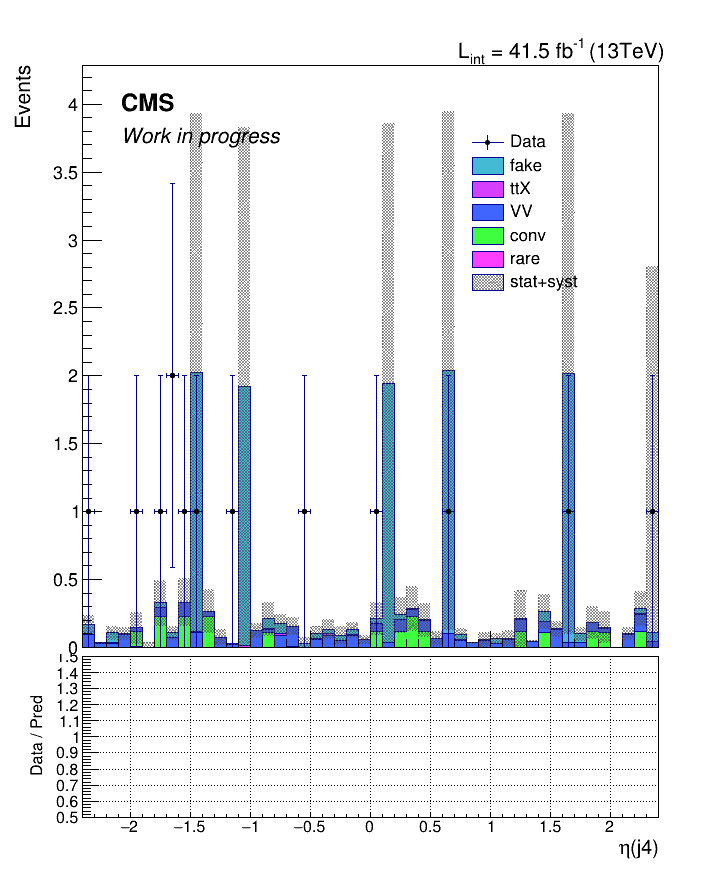 L_int = 41.5 fb^-1 (13TeV)
Events
CMS
Work in progress
Data
fake
ttX
VV
conv
rare
stat+syst
4
3.5
3
2.5
2
1.5
1
0.5
0
1.5
1.4
1.3
1.2
1.1
1
0.9
0.8
0.7
0.6
0.5
Data / Pred
−2 −1.5 −1 −0.5 0 0.5 1 1.5 2
η(j4)